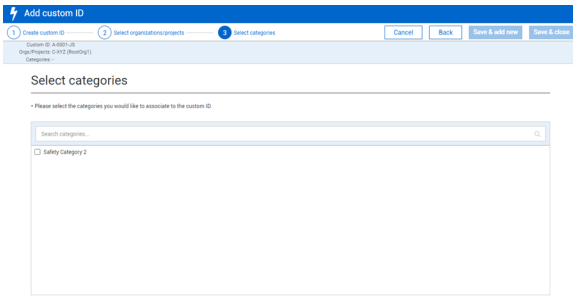 Add custom ID
1 Create custom ID 2 Select organizations/projects 3 Select categories Cancel Back Save & add new Save & close
Custom ID: A-0001-JS
Orgs/Projects: C-XYZ (RootOrg1)
Categories: -
Select categories
• Please select the categories you would like to associate to the custom ID
Search categories...
Safety Category 2